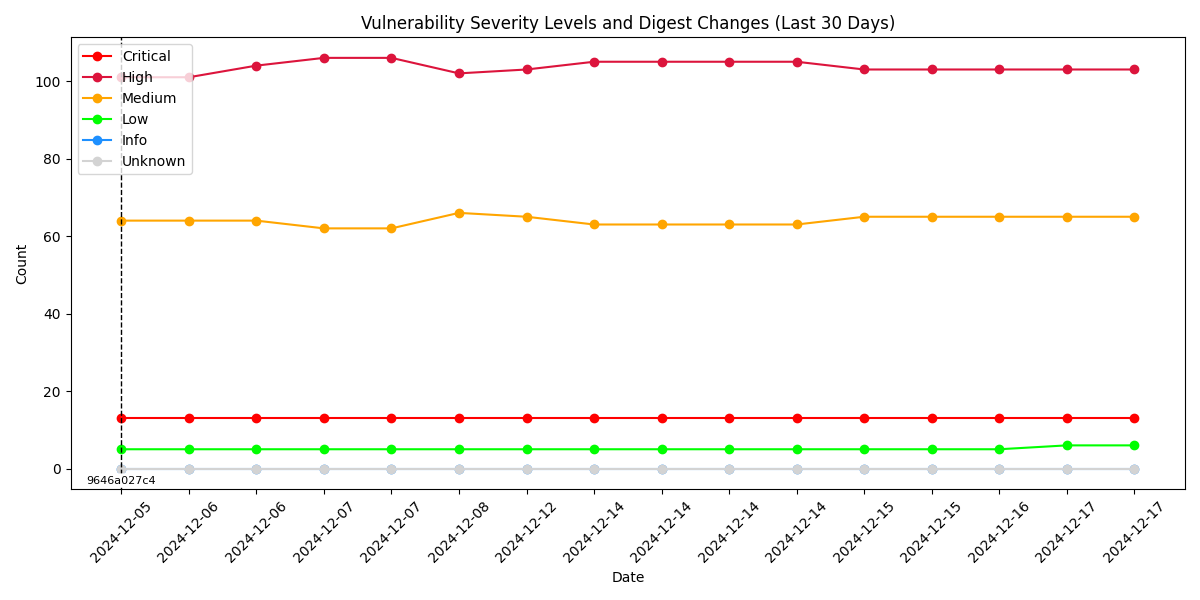 Vulnerability Severity Levels and Digest Changes (Last 30 Days)
Critical
High
Medium
Low
Info
Unknown
Count
100
80
60
40
20
0
9646a027c4
2024-12-05
2024-12-06
2024-12-06
2024-12-07
2024-12-07
2024-12-08
2024-12-12
2024-12-14
2024-12-14
2024-12-14
2024-12-14
2024-12-15
2024-12-15
2024-12-16
2024-12-17
2024-12-17
Date